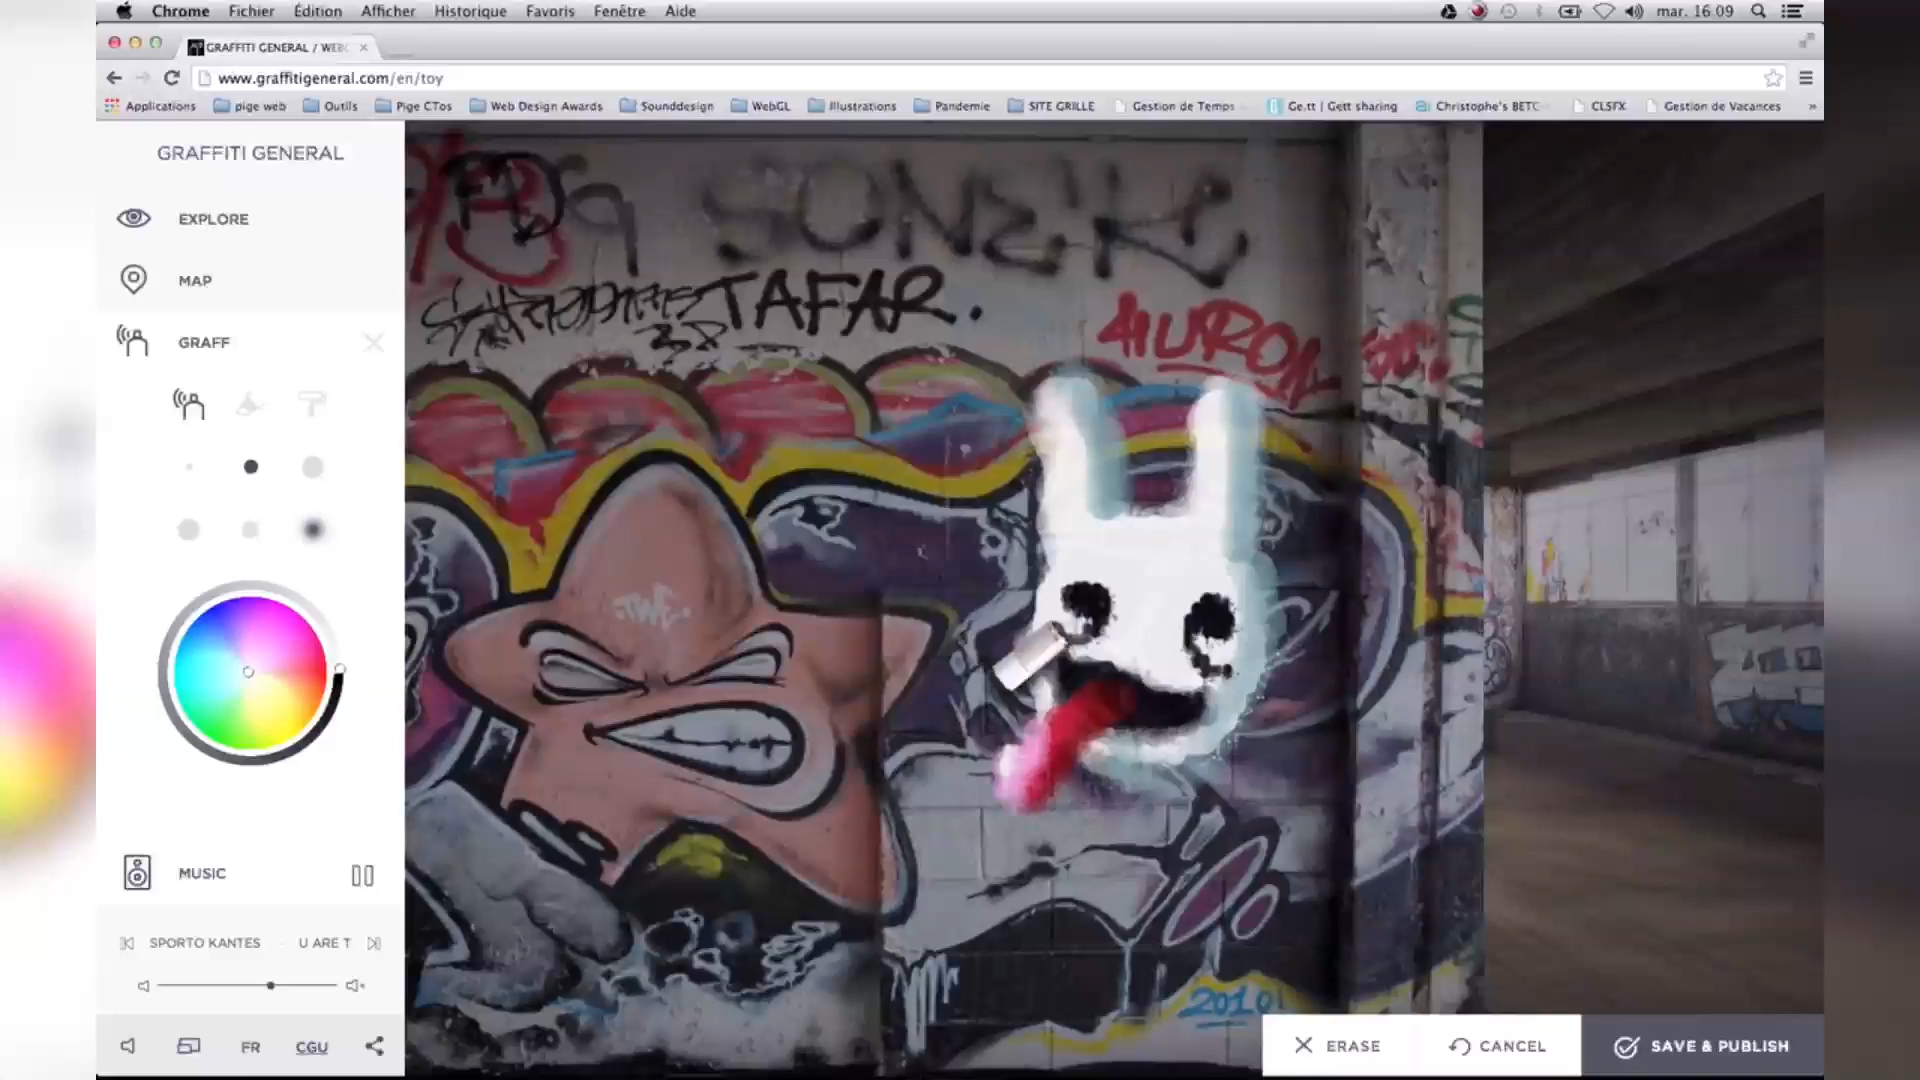 Chrome Fichier Édition Afficher Historique Favoris Fenêtre Aide mar. 16 09
GRAFFITI GENERAL / WEB
www.graffitigeneral.com/en/toy
Applications pige web Outils Pige CTos Web Design Awards Sounddesign WebGL Illustrations Pandemie SITE GRILLE Gestion de Temps Ge.tt | Gett sharing Christophe's BETC CLSFX Gestion de Vacances »
GRAFFITI GENERAL
EXPLORE
MAP
GRAFF
MUSIC
SPORTO KANTES - U ARE T
FR CGU
TAFAR.
HURON
TWE.
2010
ERASE CANCEL SAVE & PUBLISH